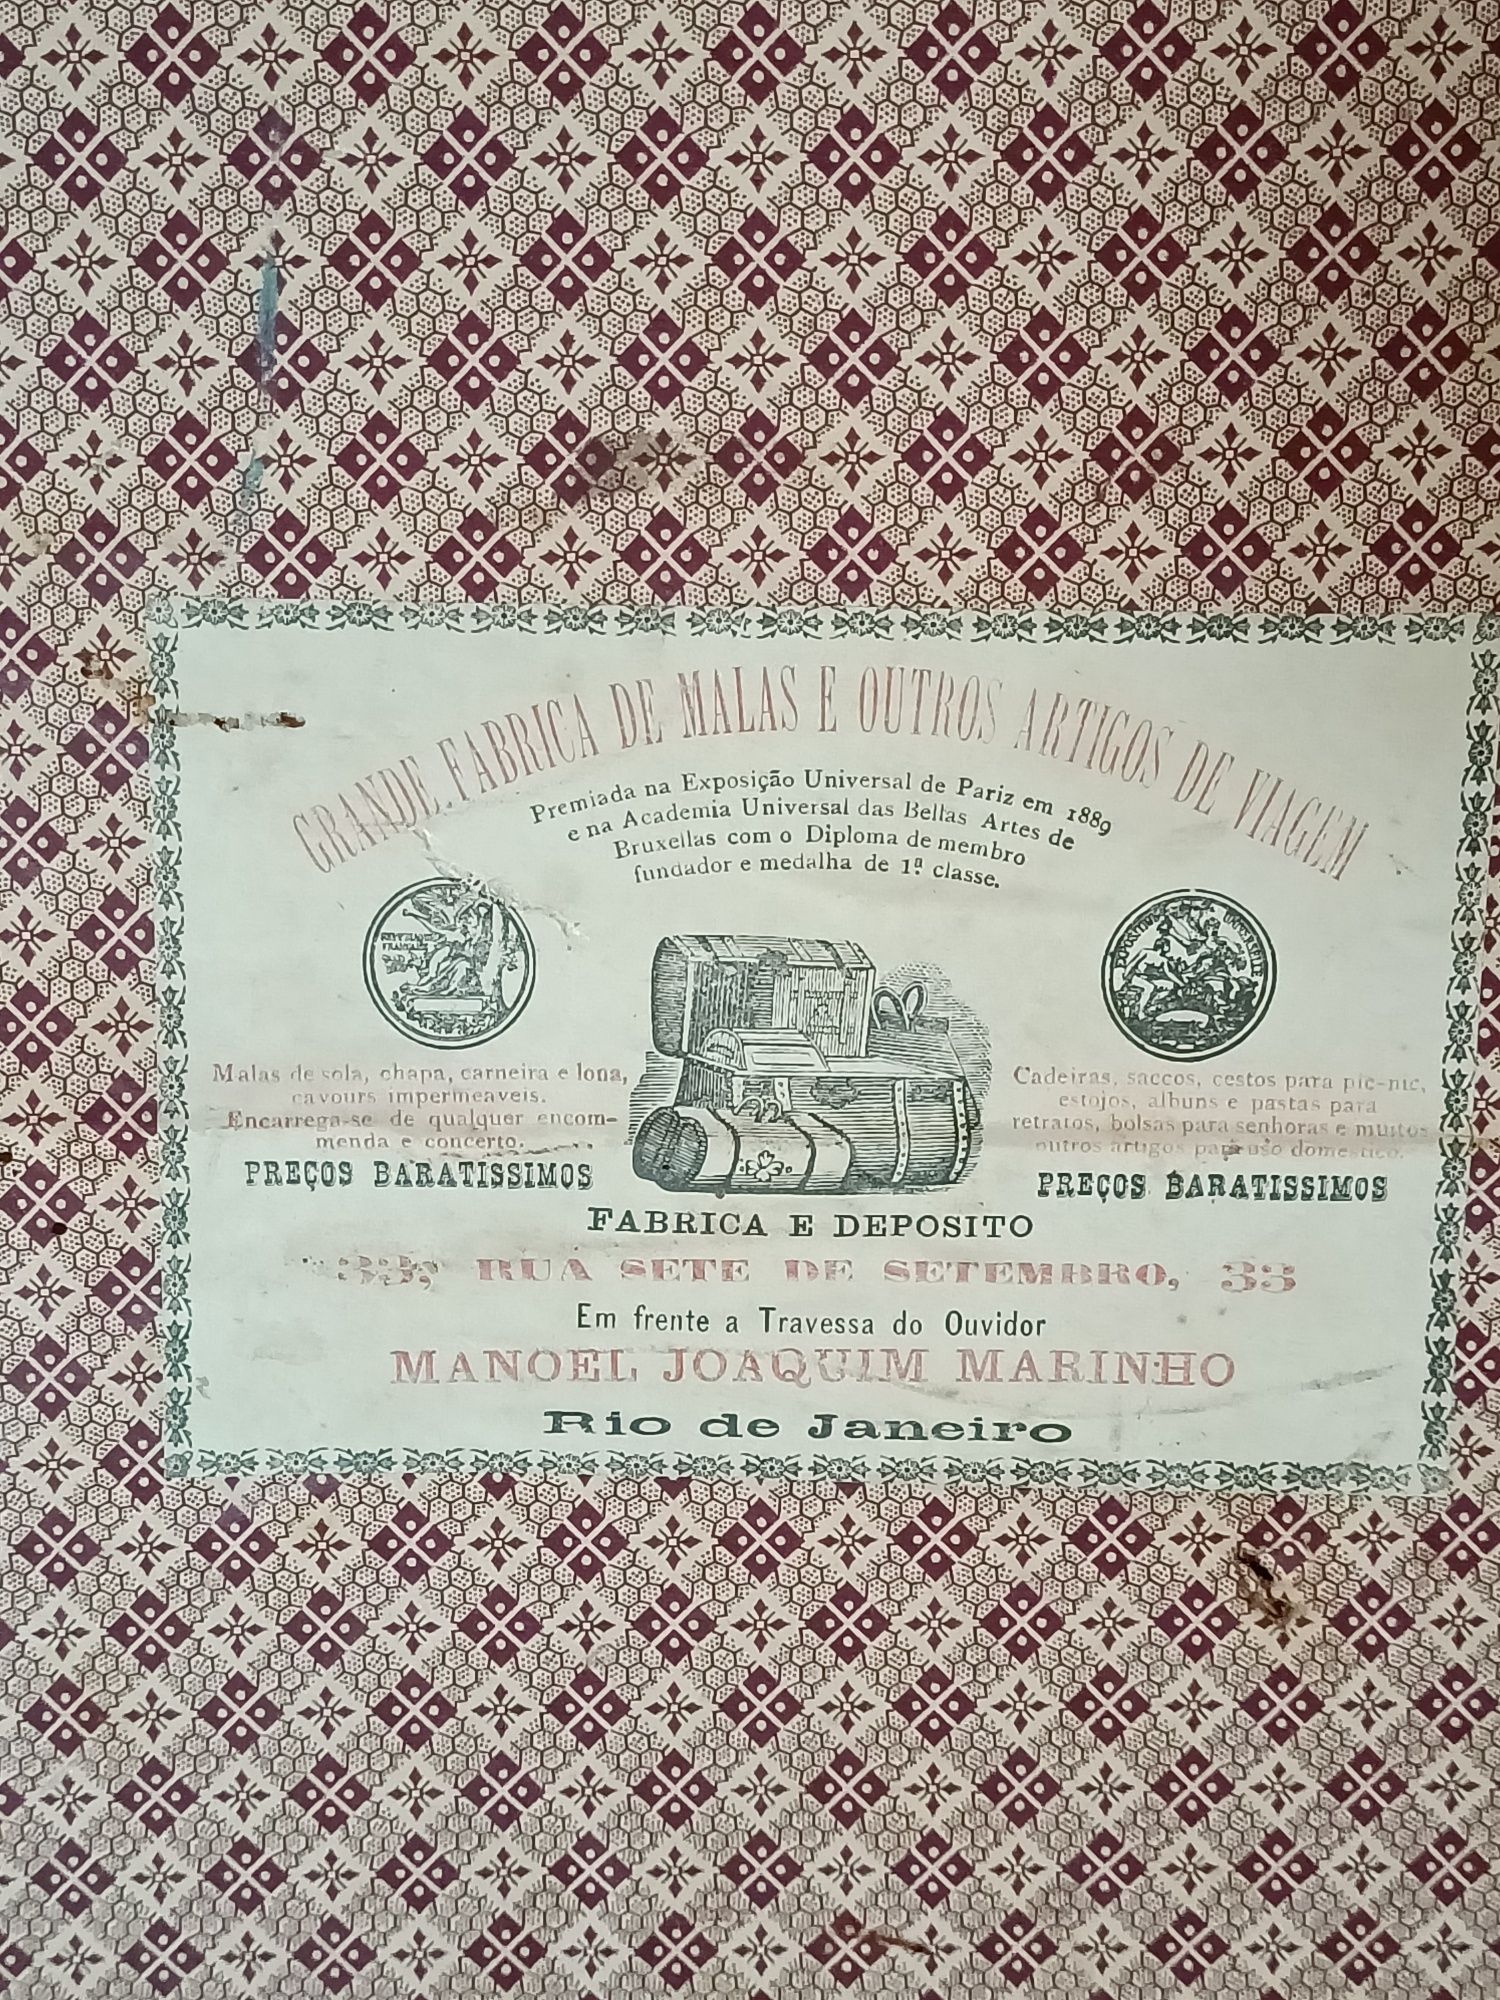 GRANDE FABRICA DE MALAS E OUTROS ARTIGOS DE VIAGEM
Premiada na Exposição Universal de Pariz em 1889
e na Academia Universal das Bellas Artes de
Bruxellas com o Diploma de membro
fundador e medalha de 1ª classe.
REPUBLIQUE
FRANÇAISE
EXPOSITION UNIVERSELLE
Malas de sola, chapa, carneira e lona,
cavours impermeaveis.
Encarrega-se de qualquer encom-
menda e concerto.
PREÇOS BARATISSIMOS
Cadeiras, saccos, cestos para pic-nic,
estojos, albuns e pastas para
retratos, bolsas para senhoras e muitos
outros artigos para uso domestico.
PREÇOS BARATISSIMOS
FABRICA E DEPOSITO
33, RUA SETE DE SETEMBRO, 33
Em frente a Travessa do Ouvidor
MANOEL JOAQUIM MARINHO
Rio de Janeiro